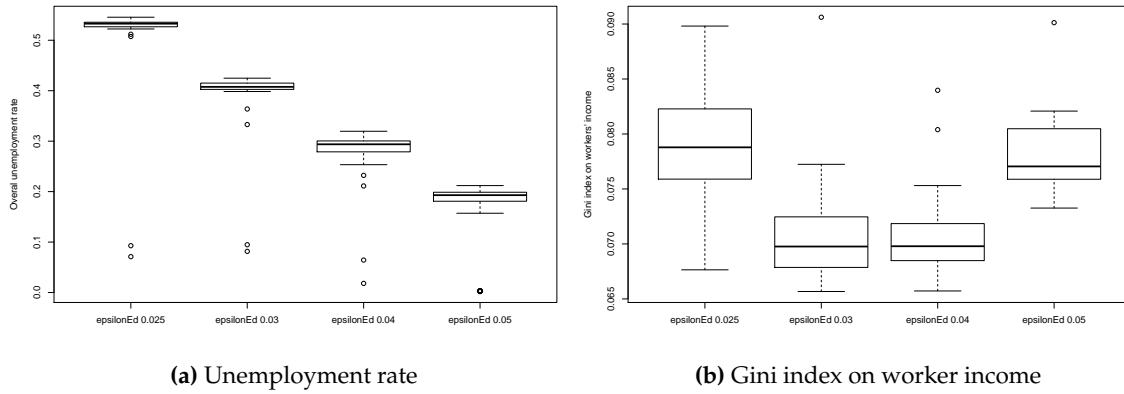 Overal unemployment rate
0.5
0.4
0.3
0.2
0.1
0.0
epsilonEd 0.025 epsilonEd 0.03 epsilonEd 0.04 epsilonEd 0.05
(a) Unemployment rate
Gini index on workers' income
0.090
0.085
0.080
0.075
0.070
0.065
epsilonEd 0.025 epsilonEd 0.03 epsilonEd 0.04 epsilonEd 0.05
(b) Gini index on worker income